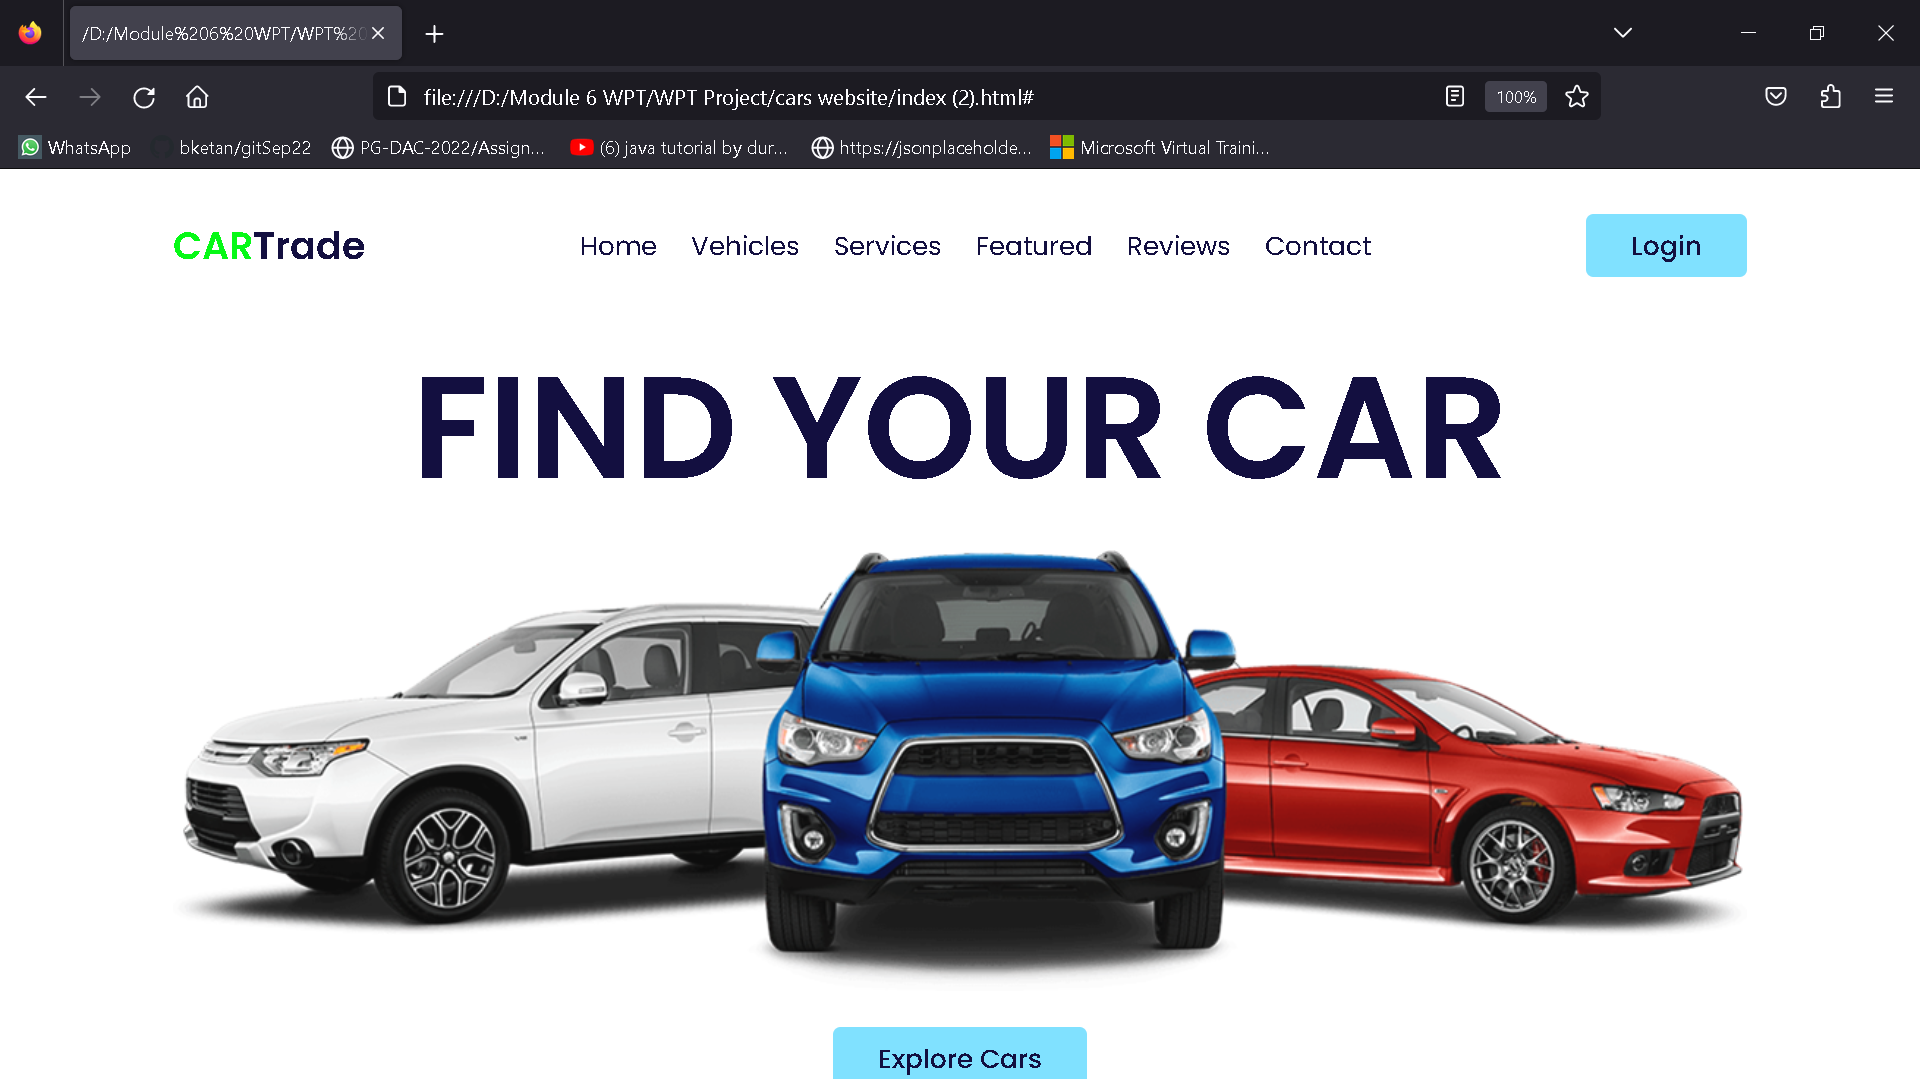 /D:/Module%206%20WPT/WPT%20
file:///D:/Module 6 WPT/WPT Project/cars website/index (2).html#
100%
WhatsApp
bketan/gitSep22
PG-DAC-2022/Assign...
(6) java tutorial by dur...
https://jsonplaceholde...
Microsoft Virtual Traini...
CARTrade
Home
Vehicles
Services
Featured
Reviews
Contact
Login
FIND YOUR CAR
Explore Cars